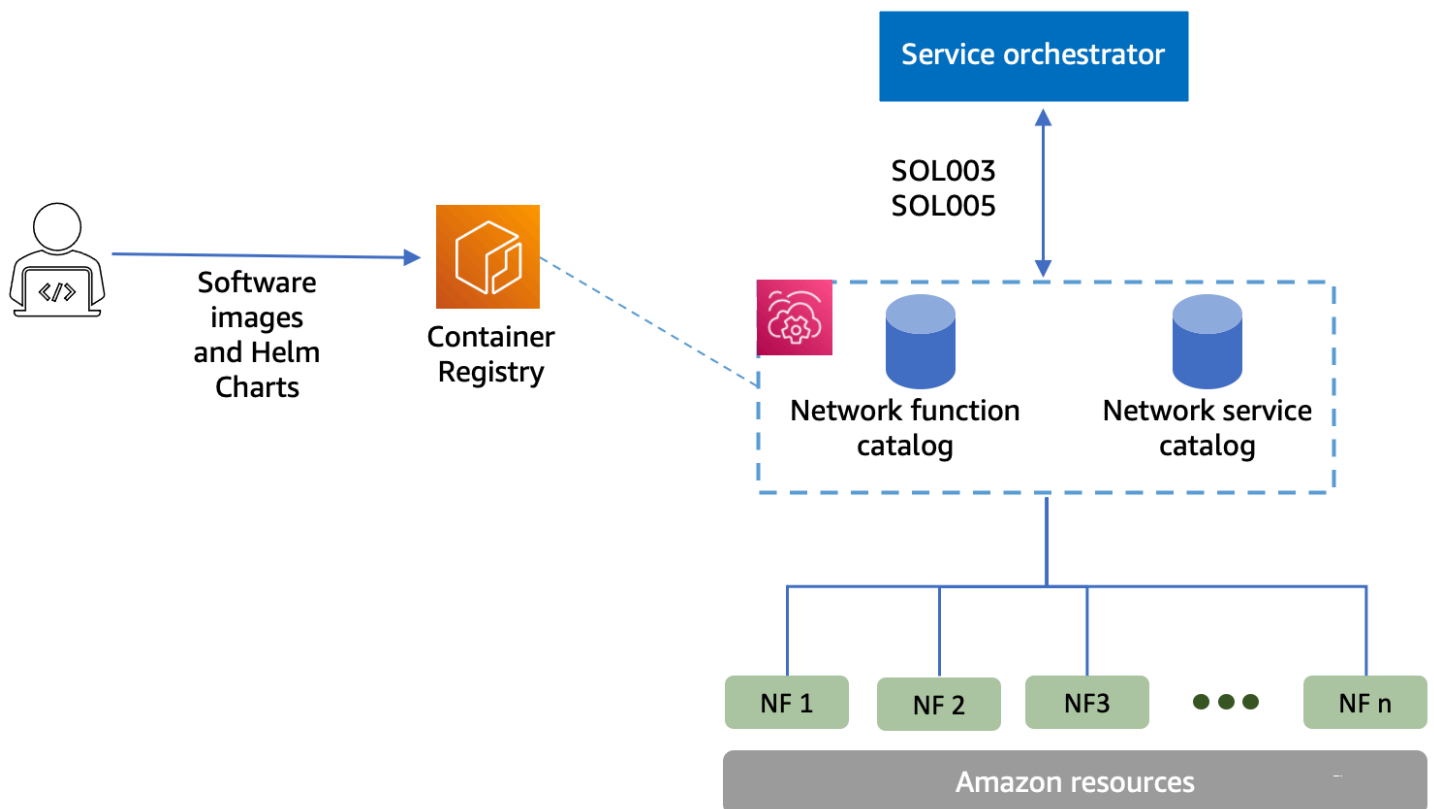 Service orchestrator
SOL003
SOL005
</>
Software
images
and Helm
Charts
Container
Registry
Network function
catalog
Network service
catalog
NF 1
NF 2
NF3
NF n
Amazon resources